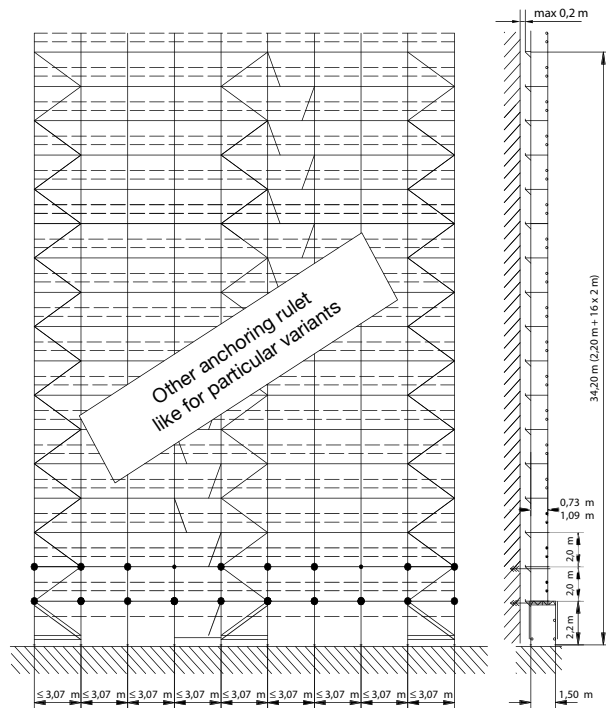 max 0,2 m
Other anchoring rulet
like for particular variants
34,20 m (2,20 m + 16 x 2 m)
0,73 m
1,09 m
2,0 m
2,0 m
2,2 m
≤ 3,07 m ≤ 3,07 m ≤ 3,07 m ≤ 3,07 m ≤ 3,07 m ≤ 3,07 m ≤ 3,07 m ≤ 3,07 m ≤ 3,07 m
1,50 m